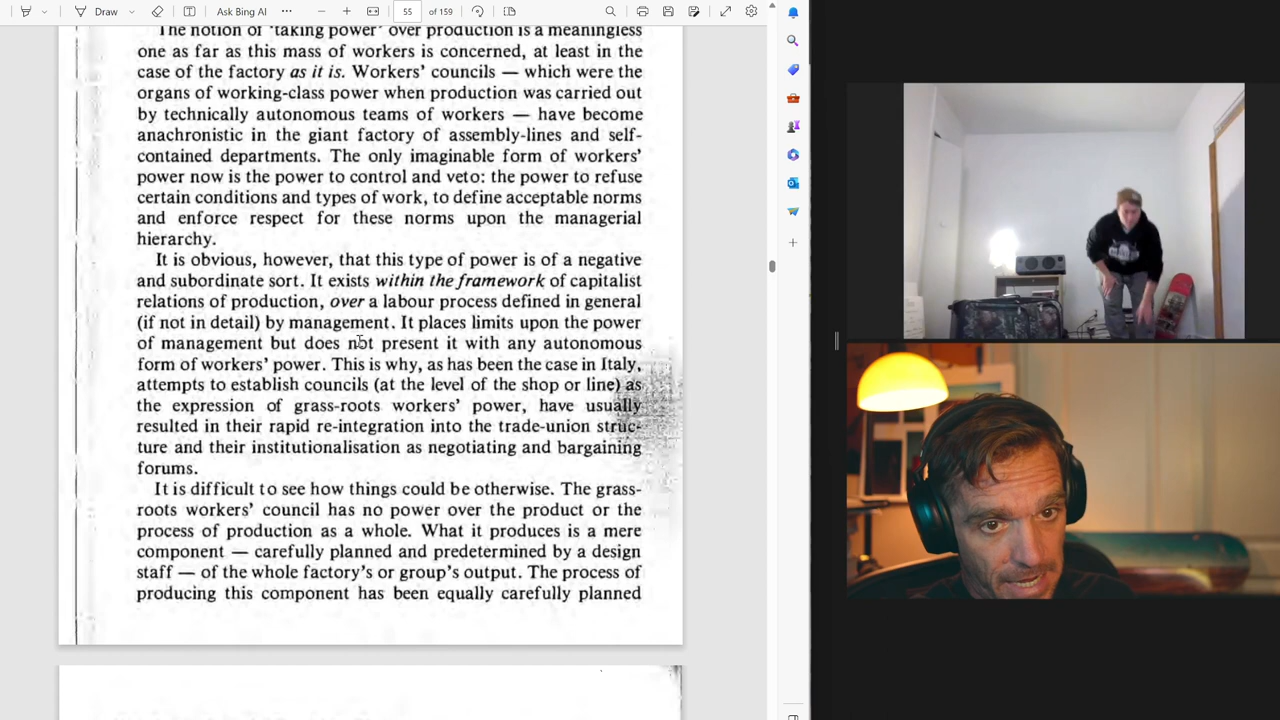 Draw
Ask Bing AI
55 of 159
The notion of 'taking power' over production is a meaningless
one as far as this mass of workers is concerned, at least in the
case of the factory as it is. Workers' councils — which were the
organs of working-class power when production was carried out
by technically autonomous teams of workers — have become
anachronistic in the giant factory of assembly-lines and self-
contained departments. The only imaginable form of workers'
power now is the power to control and veto: the power to refuse
certain conditions and types of work, to define acceptable norms
and enforce respect for these norms upon the managerial
hierarchy.
It is obvious, however, that this type of power is of a negative
and subordinate sort. It exists within the framework of capitalist
relations of production, over a labour process defined in general
(if not in detail) by management. It places limits upon the power
of management but does not present it with any autonomous
form of workers' power. This is why, as has been the case in Italy,
attempts to establish councils (at the level of the shop or line) as
the expression of grass-roots workers' power, have usually
resulted in their rapid re-integration into the trade-union struc-
ture and their institutionalisation as negotiating and bargaining
forums.
It is difficult to see how things could be otherwise. The grass-
roots workers' council has no power over the product or the
process of production as a whole. What it produces is a mere
component — carefully planned and predetermined by a design
staff — of the whole factory's or group's output. The process of
producing this component has been equally carefully planned